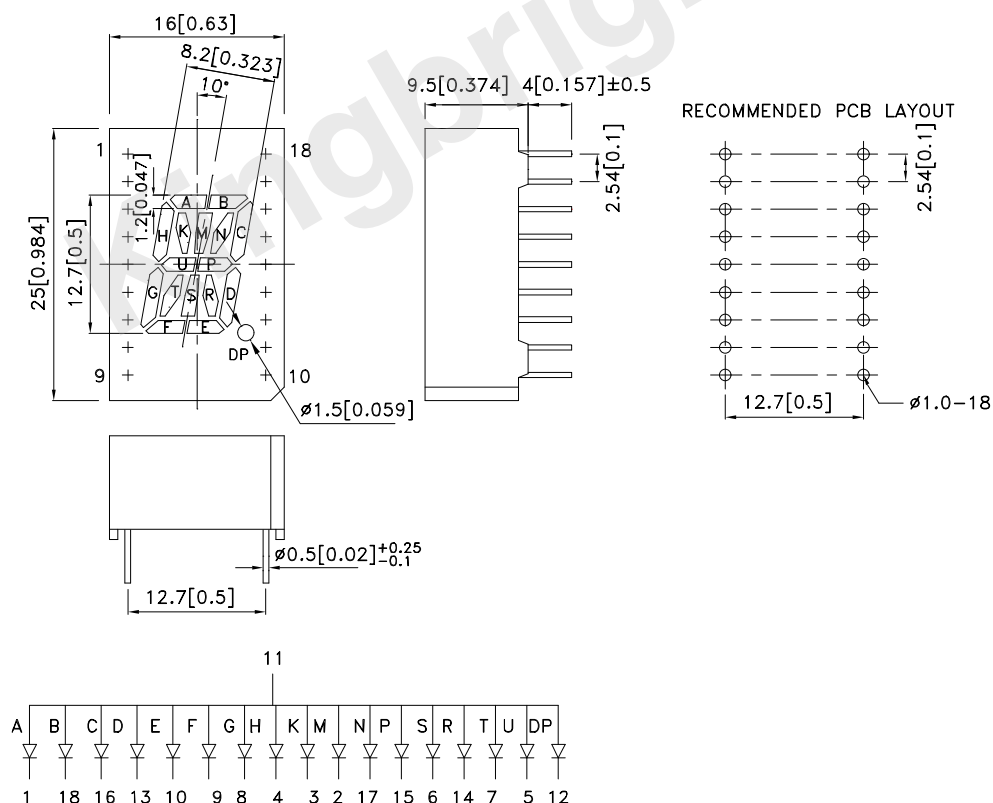 Kingbright
16[0.63]
8.2[0.323]
10°
9.5[0.374]
4[0.157]±0.5
RECOMMENDED PCB LAYOUT
1
18
1.2[0.047]
2.54[0.1]
2.54[0.1]
A B
H K M N C
U P
25[0.984]
12.7[0.5]
G T S R D
F E
DP
9
10
ø1.5[0.059]
12.7[0.5]
ø1.0-18
ø0.5[0.02]+0.25 -0.1
12.7[0.5]
11
A B C D E F G H K M N P S R T U DP
1 18 16 13 10 9 8 4 3 2 17 15 6 14 7 5 12